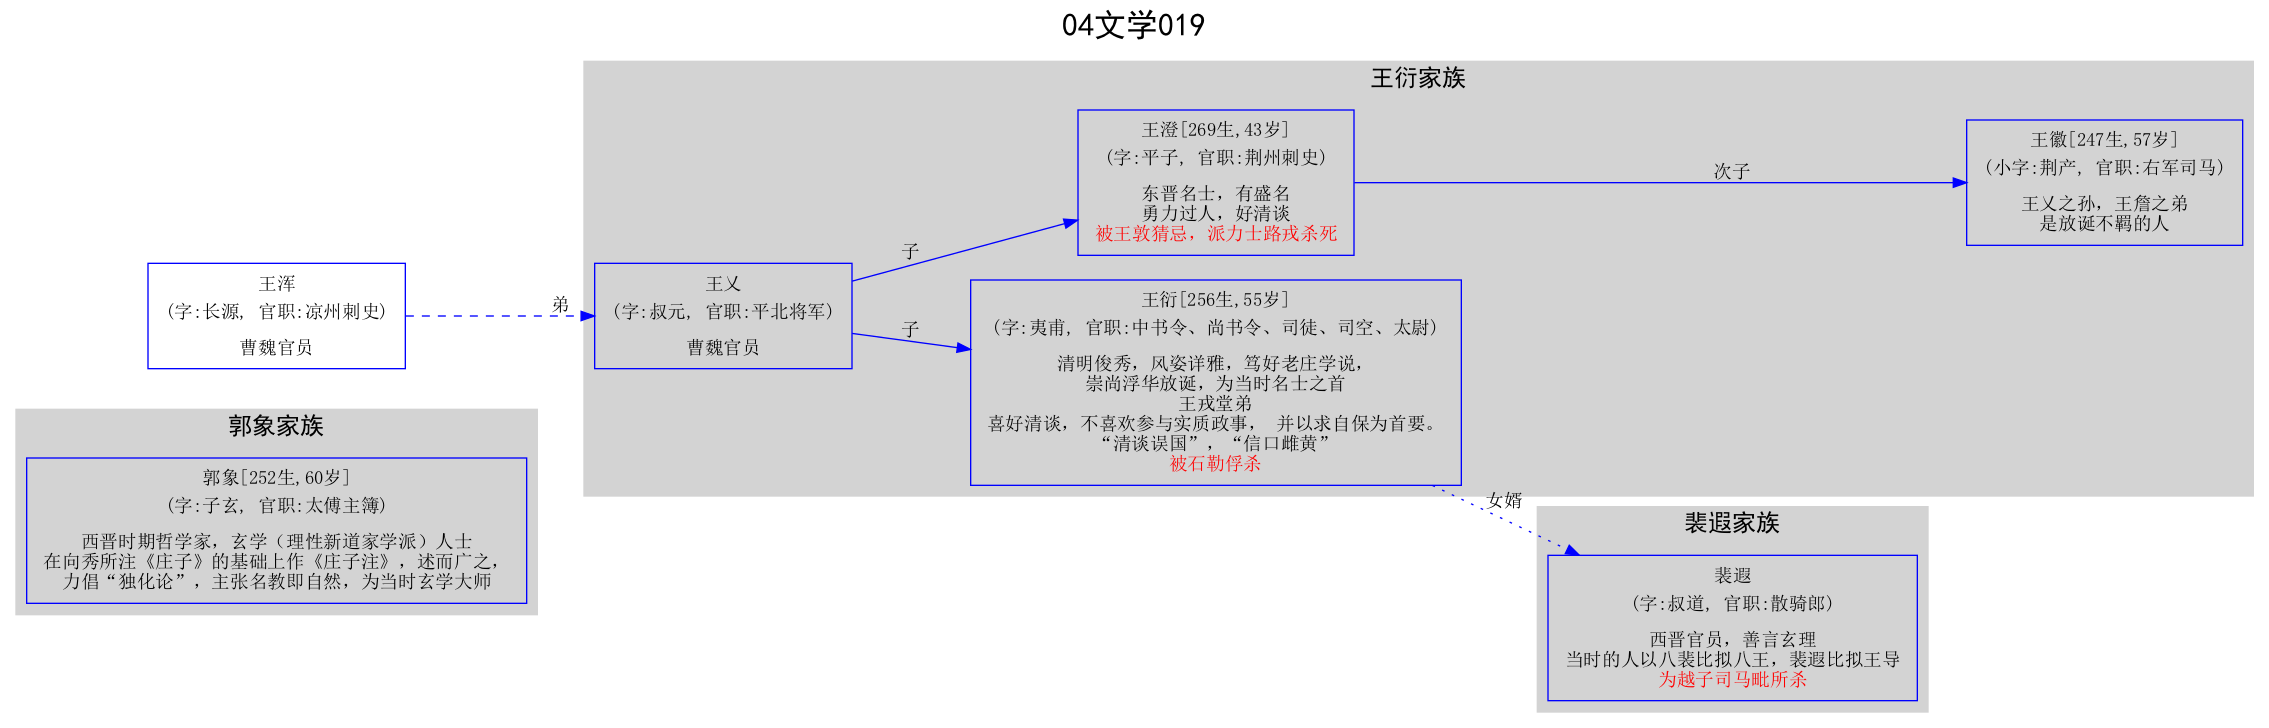 04文学019
王衍家族
王澄[269生,43岁]
(字:平子, 官职:荆州刺史)
东晋名士，有盛名
勇力过人，好清谈
被王敦猜忌，派力士路戎杀死
次子
王徽[247生,57岁]
(小字:荆产, 官职:右军司马)
王乂之孙，王詹之弟
是放诞不羁的人
王浑
(字:长源, 官职:凉州刺史)
曹魏官员
弟
王乂
(字:叔元, 官职:平北将军)
曹魏官员
子
子
王衍[256生,55岁]
(字:夷甫, 官职:中书令、尚书令、司徒、司空、太尉)
清明俊秀，风姿详雅，笃好老庄学说，
崇尚浮华放诞，为当时名士之首
王戎堂弟
喜好清谈，不喜欢参与实质政事， 并以求自保为首要。
“清谈误国”，“信口雌黄”
被石勒俘杀
郭象家族
郭象[252生,60岁]
(字:子玄, 官职:太傅主簿)
西晋时期哲学家，玄学（理性新道家学派）人士
在向秀所注《庄子》的基础上作《庄子注》，述而广之，
力倡“独化论”，主张名教即自然，为当时玄学大师
女婿
裴遐家族
裴遐
(字:叔道, 官职:散骑郎)
西晋官员，善言玄理
当时的人以八裴比拟八王，裴遐比拟王导
为越子司马毗所杀